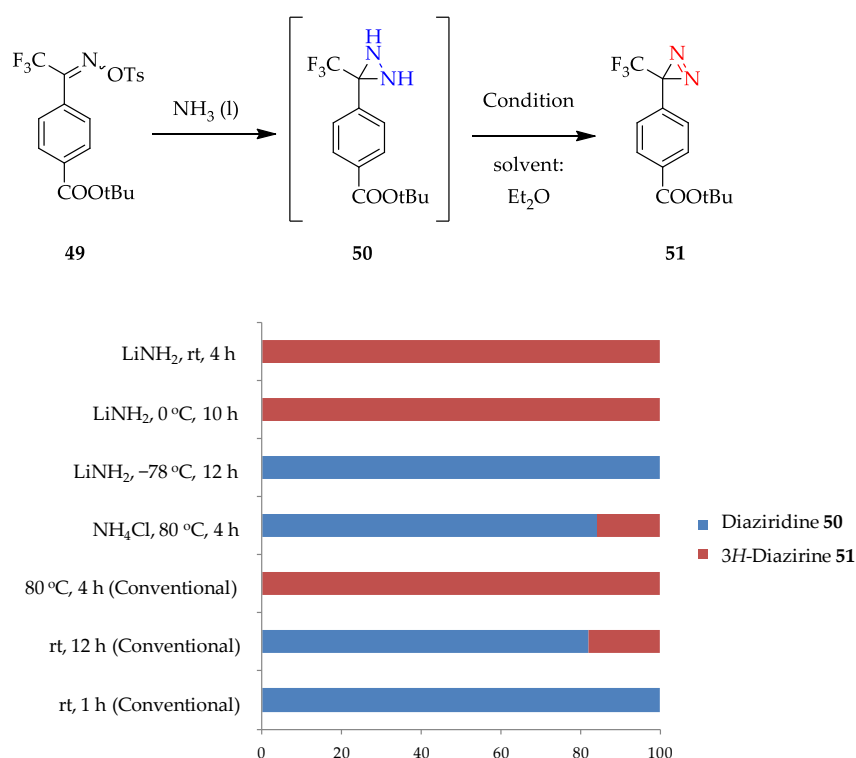 F3C
N
OTs
COOtBu
49
NH3 (l)
H
N
NH
F3C
COOtBu
50
Condition
solvent:
Et2O
F3C
N
N
COOtBu
51
LiNH2, rt, 4 h
LiNH2, 0 °C, 10 h
LiNH2, −78 °C, 12 h
NH4Cl, 80 °C, 4 h
80 °C, 4 h (Conventional)
rt, 12 h (Conventional)
rt, 1 h (Conventional)
0 20 40 60 80 100
Diaziridine 50
3H-Diazirine 51